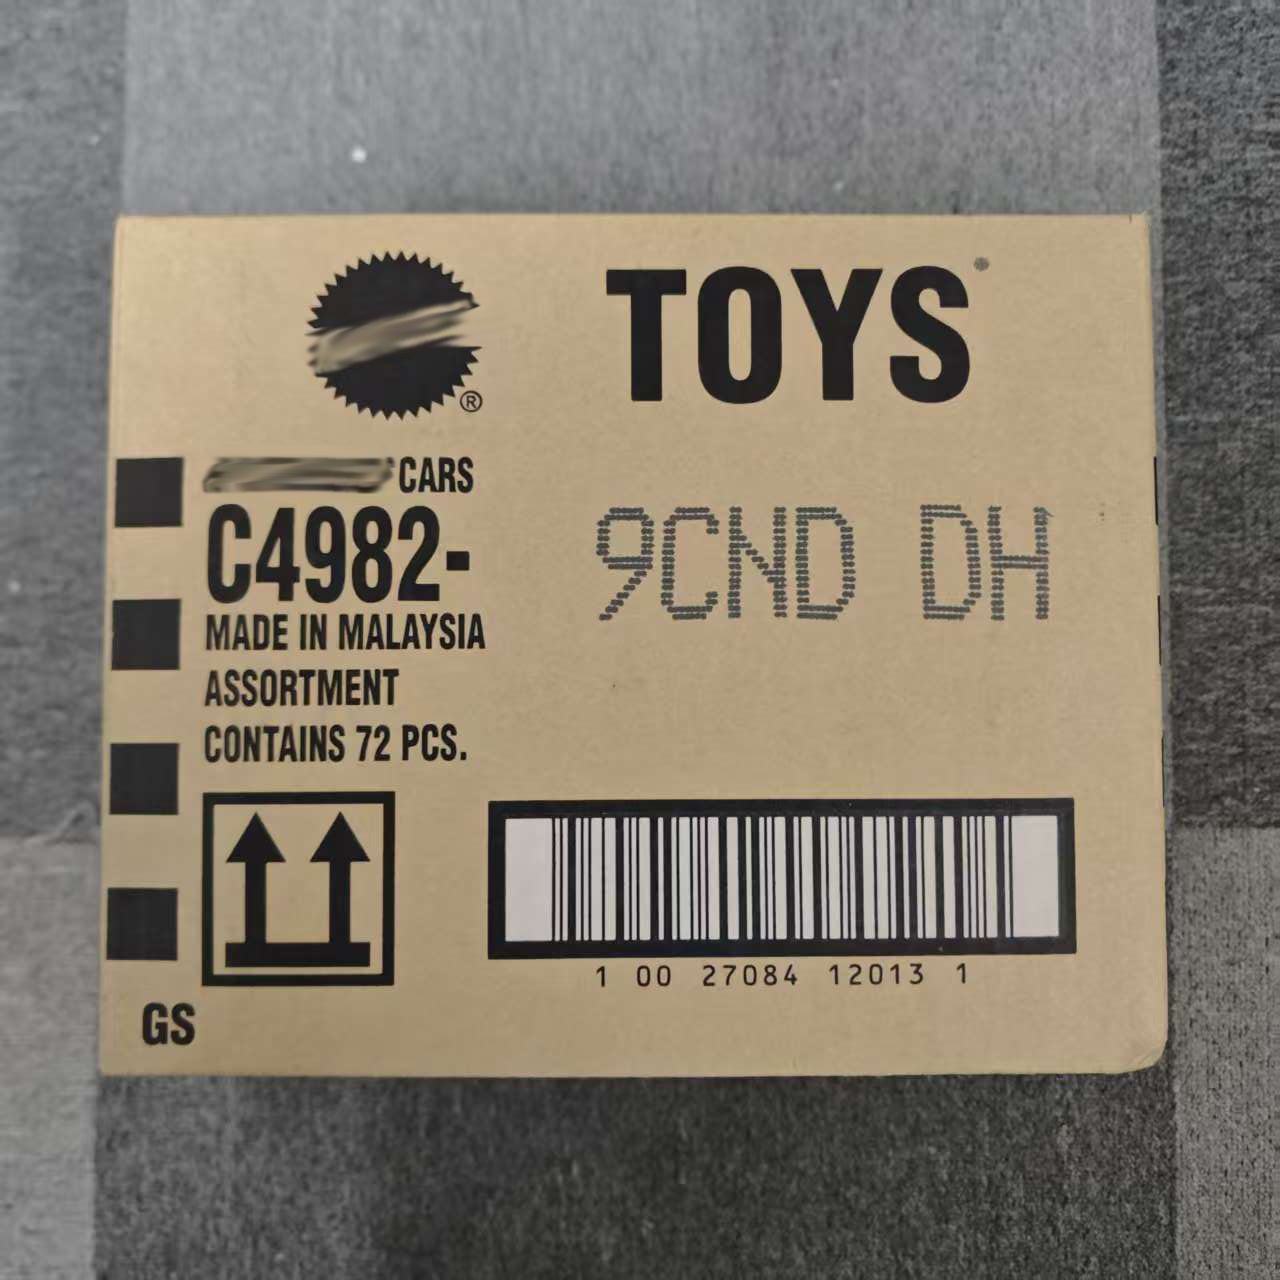 TOYS
®
CARS
C4982-
9CND DH
MADE IN MALAYSIA
ASSORTMENT
CONTAINS 72 PCS.
1 00 27084 12013 1
GS